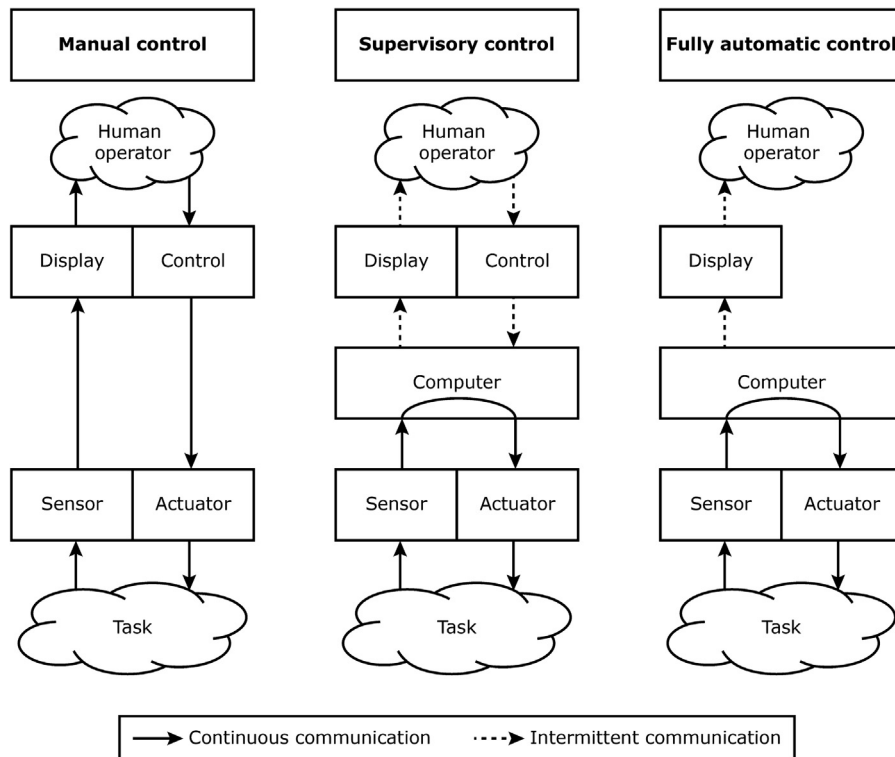 Manual control
Supervisory control
Fully automatic control
Human
operator
Human
operator
Human
operator
Display
Control
Display
Control
Display
Computer
Computer
Sensor
Actuator
Sensor
Actuator
Sensor
Actuator
Task
Task
Task
Continuous communication
Intermittent communication